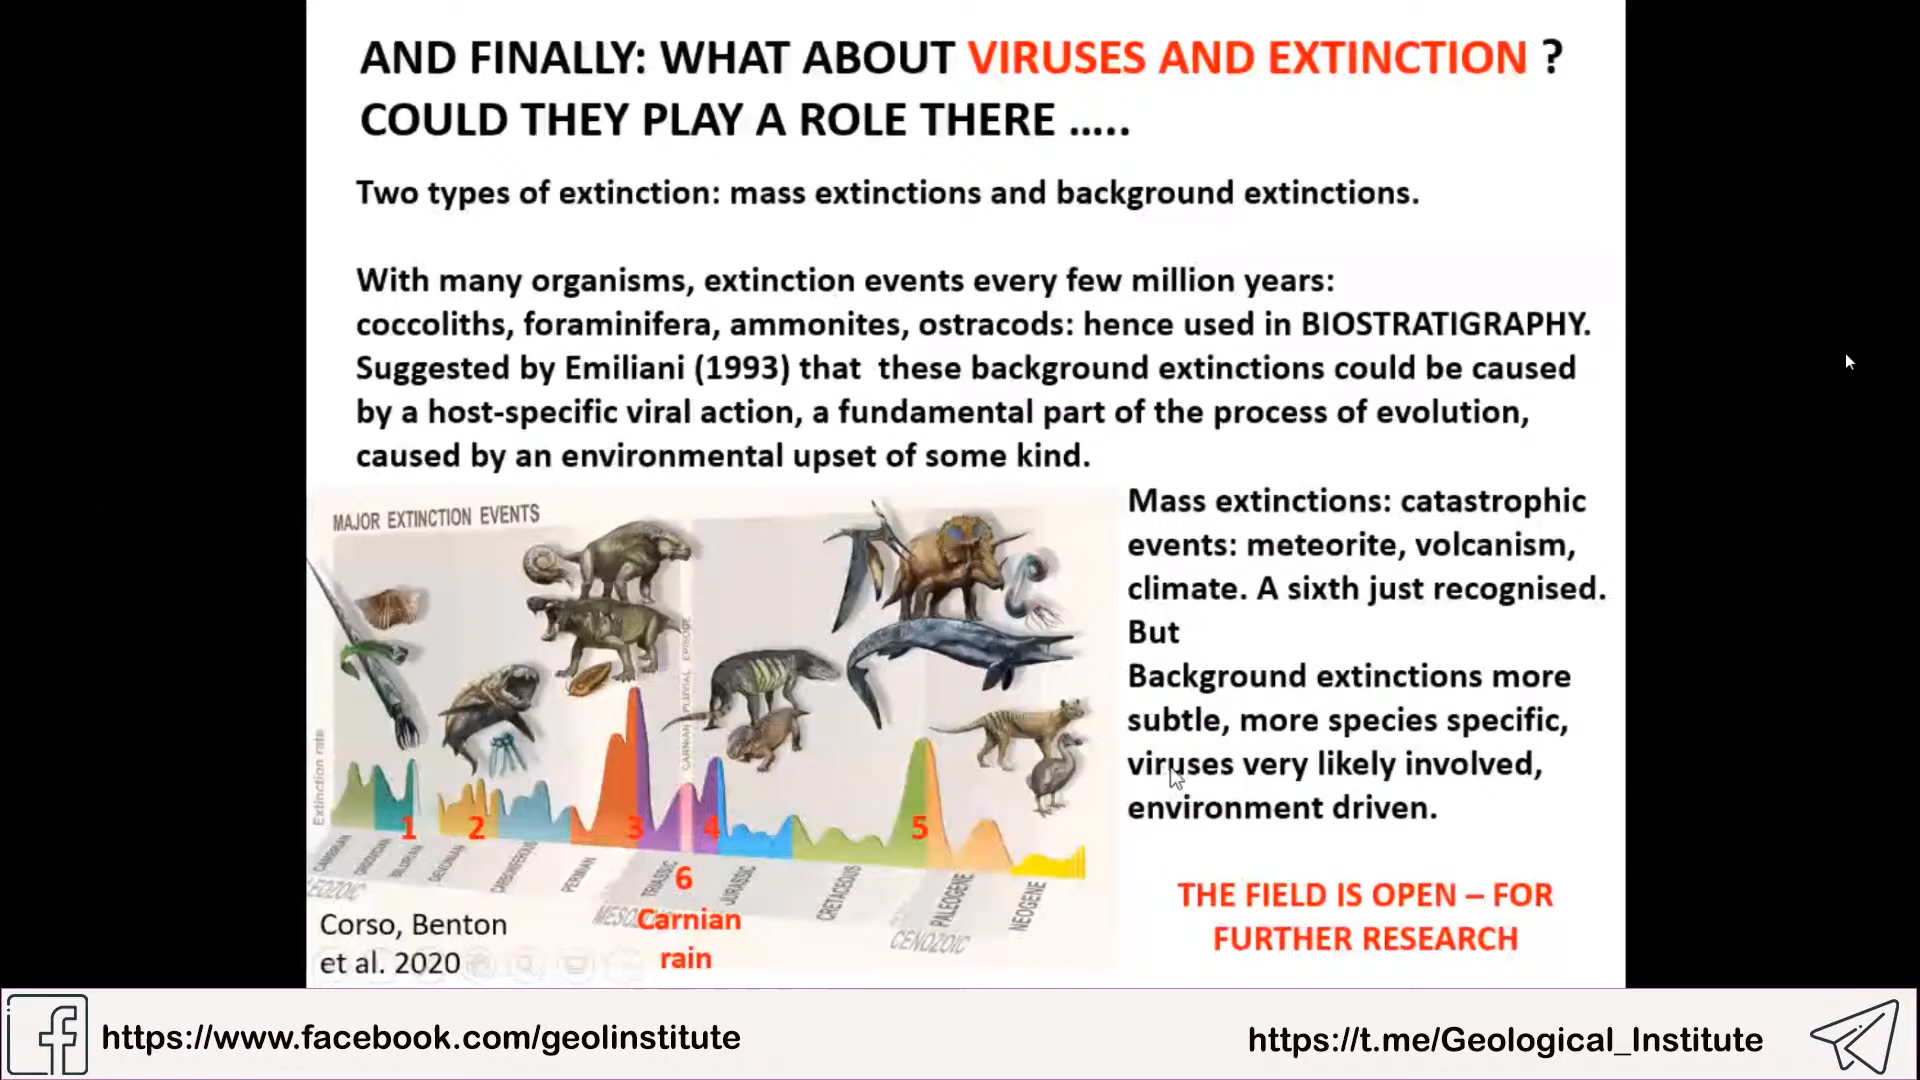 AND FINALLY: WHAT ABOUT VIRUSES AND EXTINCTION ?
COULD THEY PLAY A ROLE THERE .....
Two types of extinction: mass extinctions and background extinctions.
With many organisms, extinction events every few million years:
coccoliths, foraminifera, ammonites, ostracods: hence used in BIOSTRATIGRAPHY.
Suggested by Emiliani (1993) that these background extinctions could be caused
by a host-specific viral action, a fundamental part of the process of evolution,
caused by an environmental upset of some kind.
MAJOR EXTINCTION EVENTS
Extinction rate
CARNIAN PLUVIAL EPISODE
1
2
3
4
5
CAMBRIAN
ORDOVICIAN
SILURIAN
DEVONIAN
CARBONIFEROUS
PERMIAN
TRIASSIC
6
JURASSIC
CRETACEOUS
PALEOGENE
NEOGENE
CENOZOIC
Carnian
rain
Corso, Benton
et al. 2020
Mass extinctions: catastrophic
events: meteorite, volcanism,
climate. A sixth just recognised.
But
Background extinctions more
subtle, more species specific,
viruses very likely involved,
environment driven.
THE FIELD IS OPEN – FOR
FURTHER RESEARCH
https://www.facebook.com/geolinstitute
https://t.me/Geological_Institute